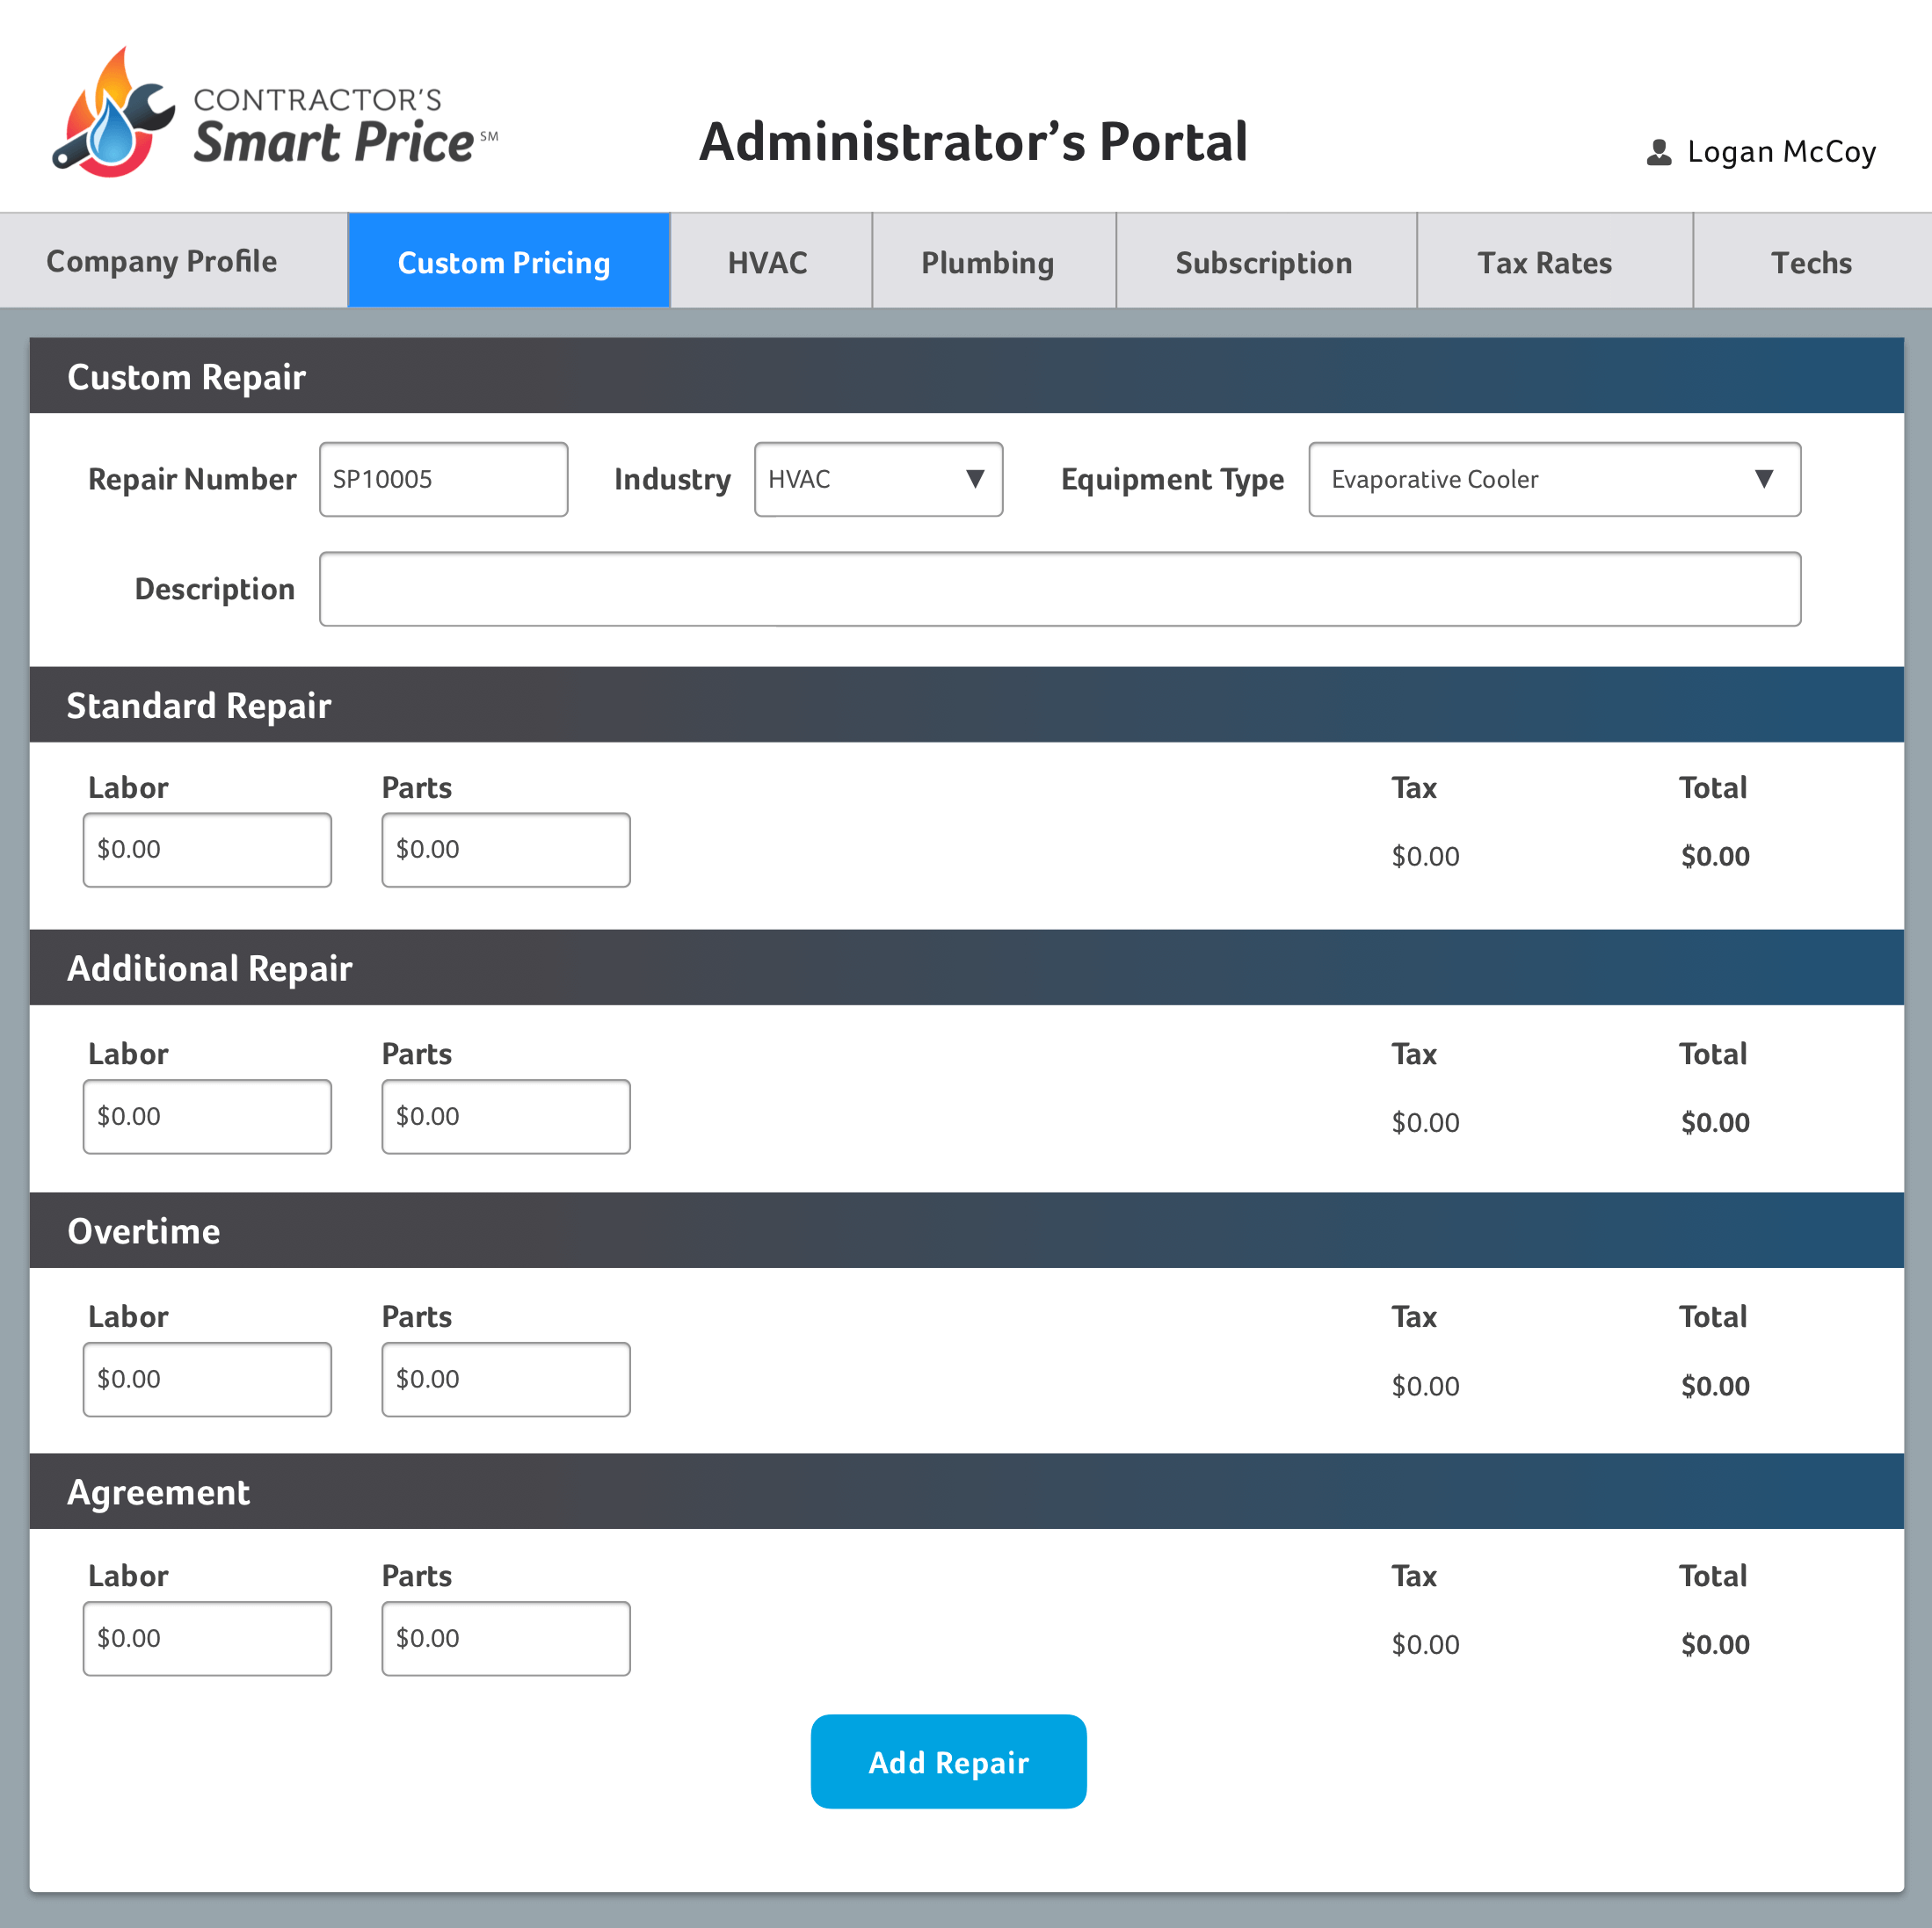 CONTRACTOR'S
Smart Price℠
Administrator’s Portal
Logan McCoy
Company Profile
Custom Pricing
HVAC
Plumbing
Subscription
Tax Rates
Techs
Custom Repair
Repair Number SP10005 Industry HVAC ▼ Equipment Type Evaporative Cooler ▼
Description
Standard Repair
Labor Parts Tax Total
$0.00 $0.00 $0.00 $0.00
Additional Repair
Labor Parts Tax Total
$0.00 $0.00 $0.00 $0.00
Overtime
Labor Parts Tax Total
$0.00 $0.00 $0.00 $0.00
Agreement
Labor Parts Tax Total
$0.00 $0.00 $0.00 $0.00
Add Repair